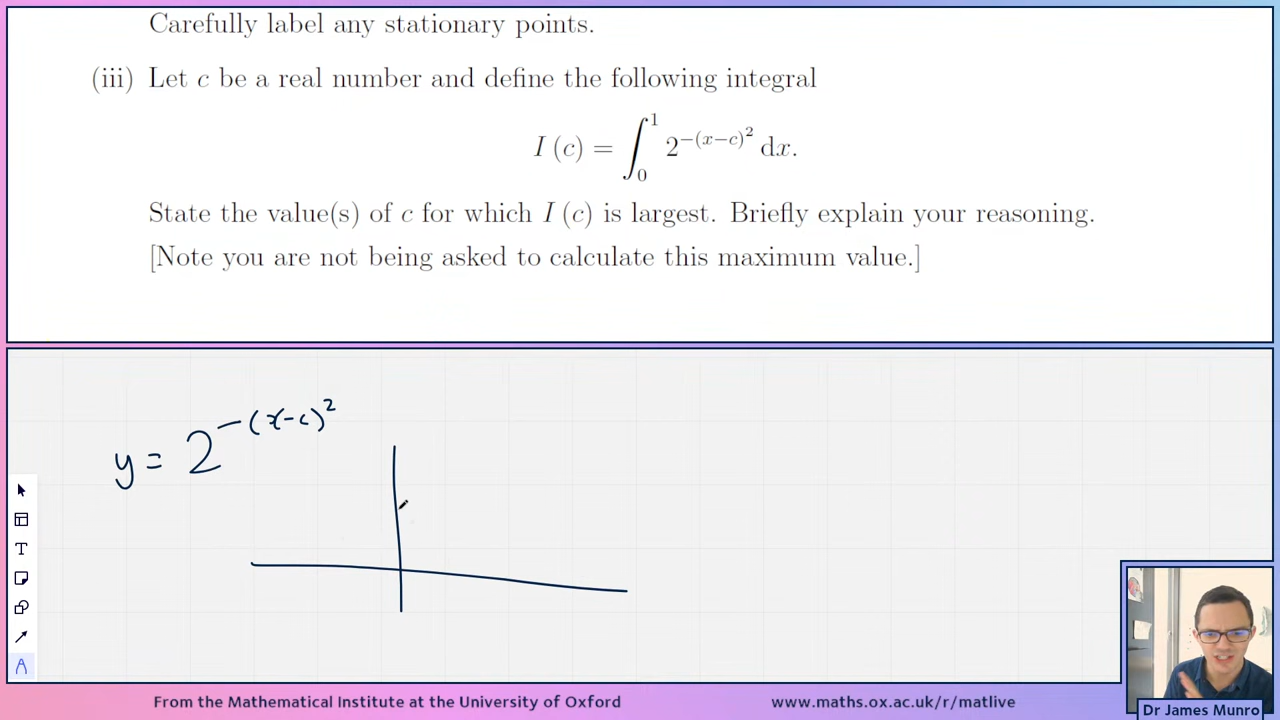 Carefully label any stationary points.
(iii) Let c be a real number and define the following integral
I (c) = ∫₀¹ 2^{−(x−c)²} dx.
State the value(s) of c for which I (c) is largest. Briefly explain your reasoning.
[Note you are not being asked to calculate this maximum value.]
y = 2^{−(x−c)²}
T
From the Mathematical Institute at the University of Oxford
www.maths.ox.ac.uk/r/matlive
Dr James Munro